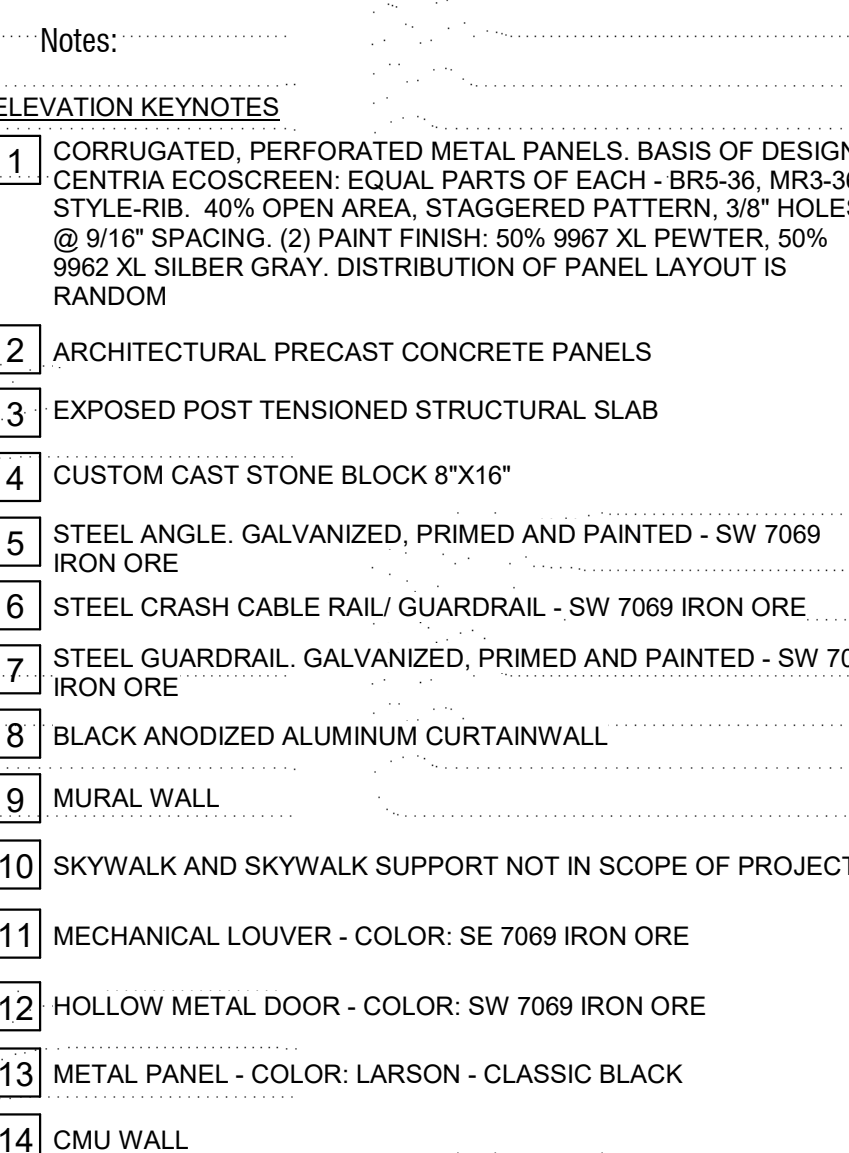 Notes:
ELEVATION KEYNOTES
1 CORRUGATED, PERFORATED METAL PANELS. BASIS OF DESIGN
CENTRIA ECOSCREEN: EQUAL PARTS OF EACH - BR5-36, MR3-36
STYLE-RIB. 40% OPEN AREA, STAGGERED PATTERN, 3/8" HOLES
@ 9/16" SPACING. (2) PAINT FINISH: 50% 9967 XL PEWTER, 50%
9962 XL SILBER GRAY. DISTRIBUTION OF PANEL LAYOUT IS
RANDOM
2 ARCHITECTURAL PRECAST CONCRETE PANELS
3 EXPOSED POST TENSIONED STRUCTURAL SLAB
4 CUSTOM CAST STONE BLOCK 8"X16"
5 STEEL ANGLE. GALVANIZED, PRIMED AND PAINTED - SW 7069
IRON ORE
6 STEEL CRASH CABLE RAIL/ GUARDRAIL - SW 7069 IRON ORE
7 STEEL GUARDRAIL. GALVANIZED, PRIMED AND PAINTED - SW 70
IRON ORE
8 BLACK ANODIZED ALUMINUM CURTAINWALL
9 MURAL WALL
10 SKYWALK AND SKYWALK SUPPORT NOT IN SCOPE OF PROJECT
11 MECHANICAL LOUVER - COLOR: SE 7069 IRON ORE
12 HOLLOW METAL DOOR - COLOR: SW 7069 IRON ORE
13 METAL PANEL - COLOR: LARSON - CLASSIC BLACK
14 CMU WALL